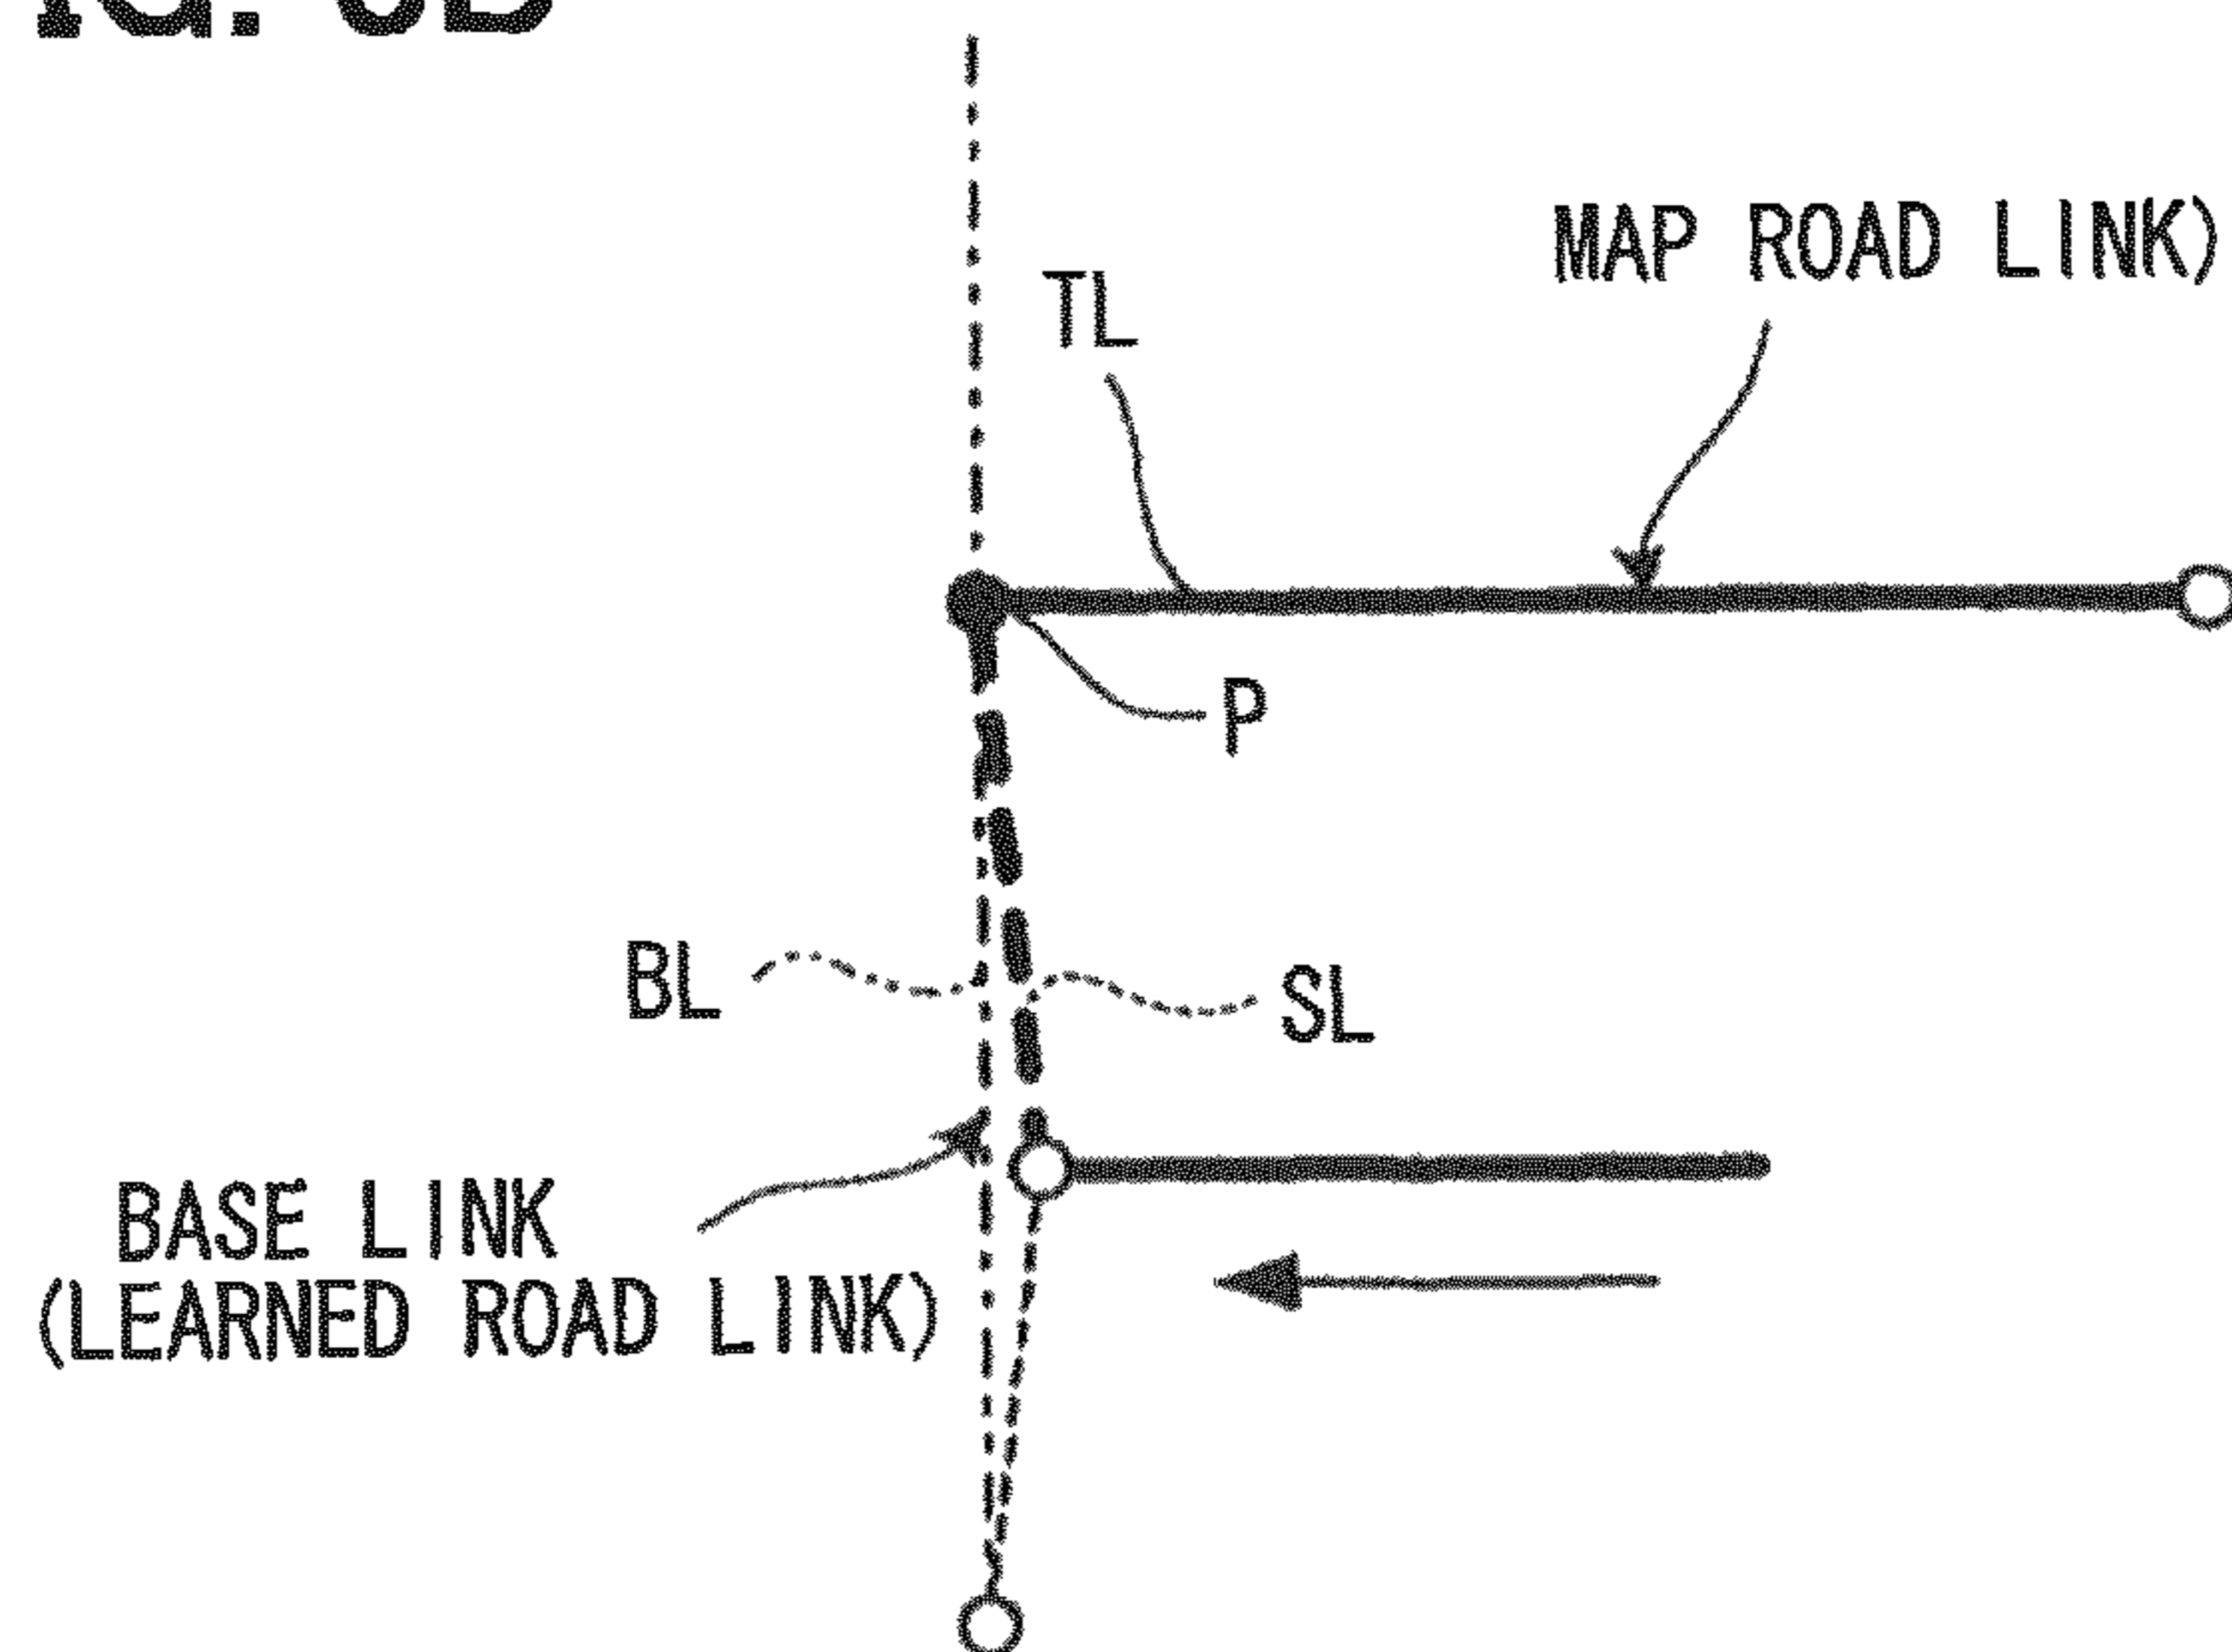 MAP ROAD LINK)
TL
P
BL
SL
BASE LINK
(LEARNED ROAD LINK)